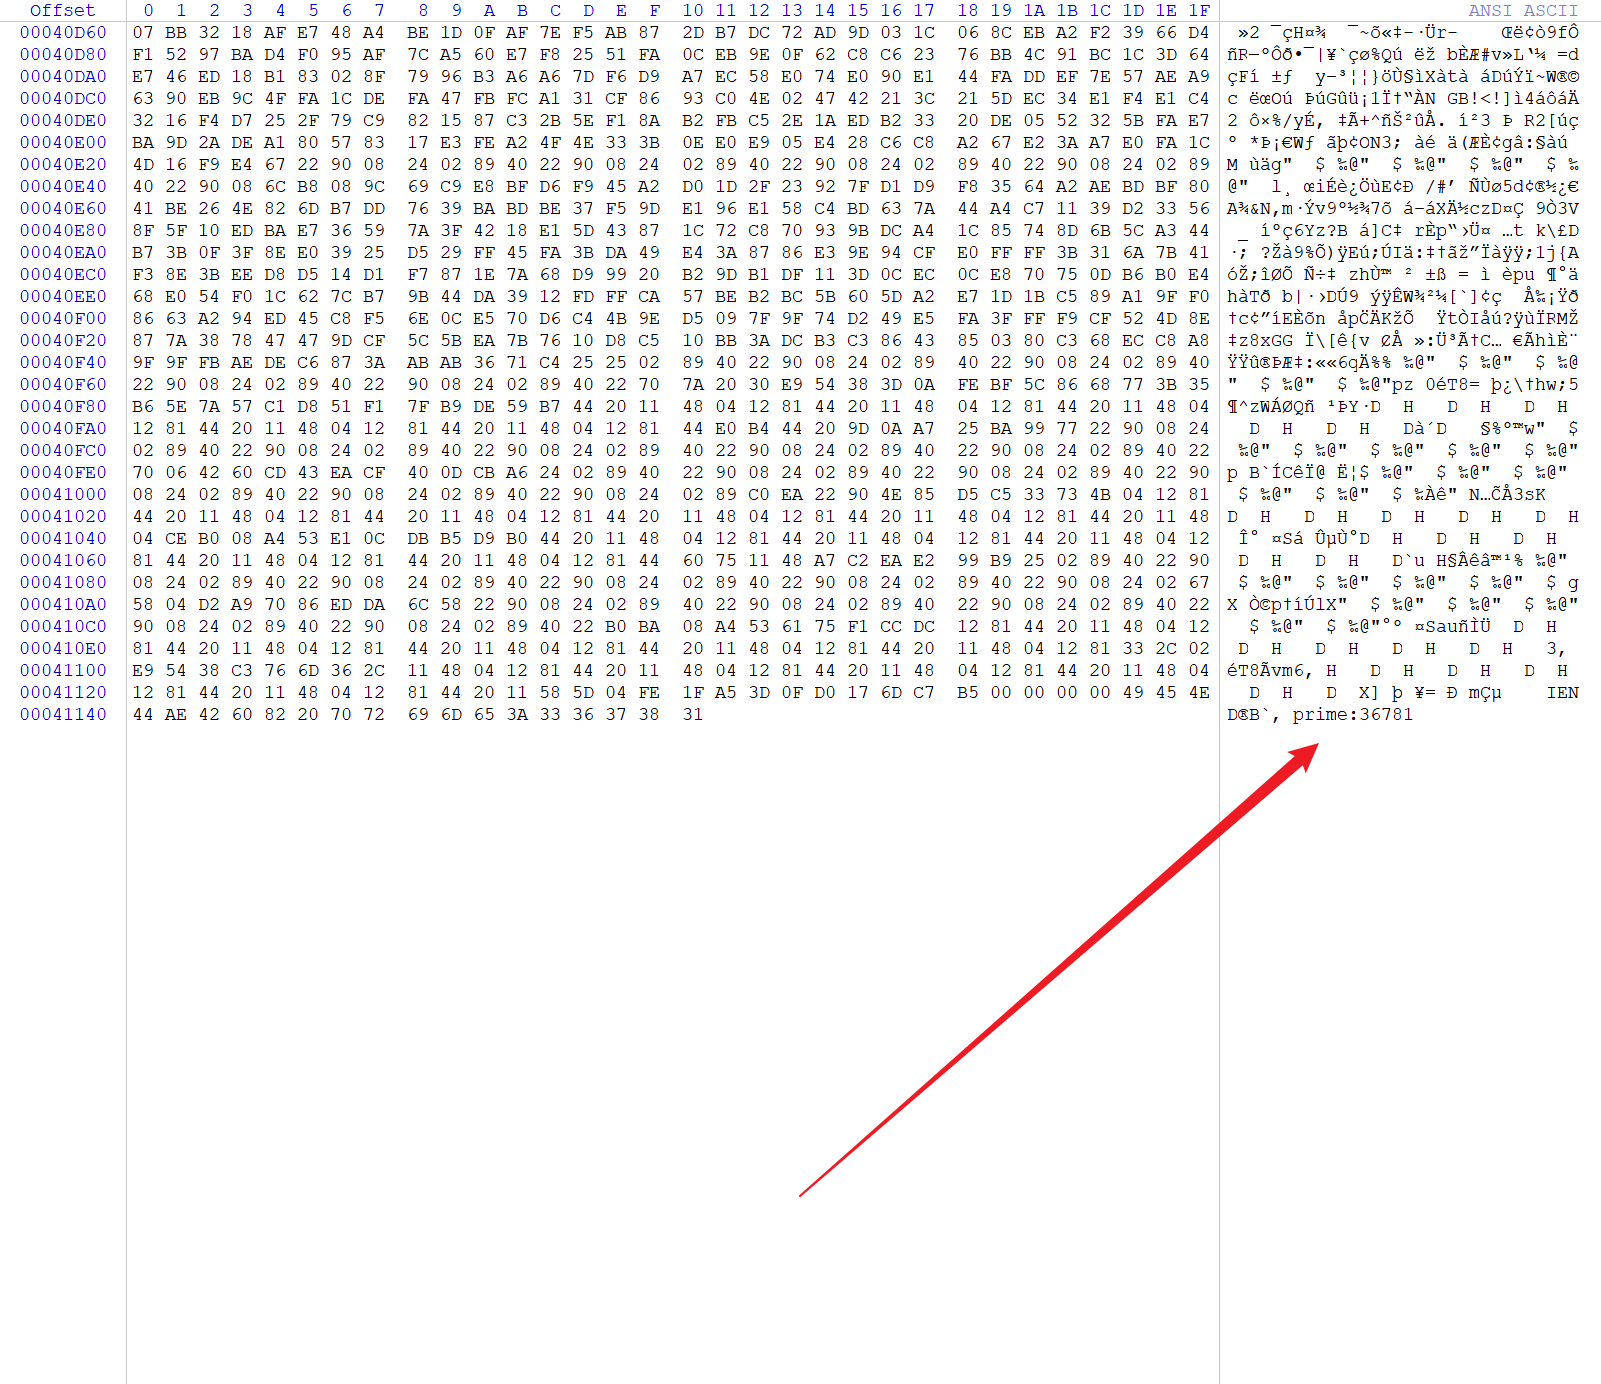 Offset 0 1 2 3 4 5 6 7 8 9 A B C D E F 10 11 12 13 14 15 16 17 18 19 1A 1B 1C 1D 1E 1F ANSI ASCII
00040D60 07 BB 32 18 AF E7 48 A4 BE 1D 0F AF 7E F5 AB 87 2D B7 DC 72 AD 9D 03 1C 06 8C EB A2 F2 39 66 D4 »2 ¯çH¤¾ ¯~õ«‡-·Ür- Œë¢ò9fÔ
00040D80 F1 52 97 BA D4 F0 95 AF 7C A5 60 E7 F8 25 51 FA 0C EB 9E 0F 62 C8 C6 23 76 BB 4C 91 BC 1C 3D 64 ñR—ºÔð•¯|¥`çø%Qú ëž bÈÆ#v»L‘¼ =d
00040DA0 E7 46 ED 18 B1 83 02 8F 79 96 B3 A6 A6 7D F6 D9 A7 EC 58 E0 74 E0 90 E1 44 FA DD EF 7E 57 AE A9 çFí ±ƒ y–³¦¦}öÙ§ìXàtà áDúÝï~W®©
00040DC0 63 90 EB 9C 4F FA 1C DE FA 47 FB FC A1 31 CF 86 93 C0 4E 02 47 42 21 3C 21 5D EC 34 E1 F4 E1 C4 c ëœOú ÞúGûü¡1Ï†“ÀN GB!<!]ì4áôáÄ
00040DE0 32 16 F4 D7 25 2F 79 C9 82 15 87 C3 2B 5E F1 8A B2 FB C5 2E 1A ED B2 33 20 DE 05 52 32 5B FA E7 2 ô×%/yÉ‚ ‡Ã+^ñŠ²ûÅ. í²3 Þ R2[úç
00040E00 BA 9D 2A DE A1 80 57 83 17 E3 FE A2 4F 4E 33 3B 0E E0 E9 05 E4 28 C6 C8 A2 67 E2 3A A7 E0 FA 1C º *Þ¡€Wƒ ãþ¢ON3; àé ä(ÆÈ¢gâ:§àú
00040E20 4D 16 F9 E4 67 22 90 08 24 02 89 40 22 90 08 24 02 89 40 22 90 08 24 02 89 40 22 90 08 24 02 89 M ùäg" $ ‰@" $ ‰@" $ ‰@" $ ‰
00040E40 40 22 90 08 6C B8 08 9C 69 C9 E8 BF D6 F9 45 A2 D0 1D 2F 23 92 7F D1 D9 F8 35 64 A2 AE BD BF 80 @" l¸ œiÉè¿ÖùE¢Ð /#’ ÑÙø5d¢®½¿€
00040E60 41 BE 26 4E 82 6D B7 DD 76 39 BA BD BE 37 F5 9D E1 96 E1 58 C4 BD 63 7A 44 A4 C7 11 39 D2 33 56 A¾&N‚m·Ýv9º½¾7õ á–áXÄ½czD¤Ç 9Ò3V
00040E80 8F 5F 10 ED BA E7 36 59 7A 3F 42 18 E1 5D 43 87 1C 72 C8 70 93 9B DC A4 1C 85 74 8D 6B 5C A3 44 _ íºç6Yz?B á]C‡ rÈp“›Ü¤ …t k\£D
00040EA0 B7 3B 0F 3F 8E E0 39 25 D5 29 FF 45 FA 3B DA 49 E4 3A 87 86 E3 9E 94 CF E0 FF FF 3B 31 6A 7B 41 ·; ?Žà9%Õ)ÿEú;ÚIä:‡†ãž”Ïàÿÿ;1j{A
00040EC0 F3 8E 3B EE D8 D5 14 D1 F7 87 1E 7A 68 D9 99 20 B2 9D B1 DF 11 3D 0C EC 0C E8 70 75 0D B6 B0 E4 óŽ;îØÕ Ñ÷‡ zhÙ™ ² ±ß = ì èpu ¶°ä
00040EE0 68 E0 54 F0 1C 62 7C B7 9B 44 DA 39 12 FD FF CA 57 BE B2 BC 5B 60 5D A2 E7 1D 1B C5 89 A1 9F F0 hàTð b|·›DÚ9 ýÿÊW¾²¼[`]¢ç Å‰¡Ÿð
00040F00 86 63 A2 94 ED 45 C8 F5 6E 0C E5 70 D6 C4 4B 9E D5 09 7F 9F 74 D2 49 E5 FA 3F FF F9 CF 52 4D 8E †c¢”íEÈõn åpÖÄKžÕ ŸtÒIåú?ÿùÏRMŽ
00040F20 87 7A 38 78 47 47 9D CF 5C 5B EA 7B 76 10 D8 C5 10 BB 3A DC B3 C3 86 43 85 03 80 C3 68 EC C8 A8 ‡z8xGG Ï\[ê{v ØÅ »:Ü³Ã†C… €ÃhìÈ¨
00040F40 9F 9F FB AE DE C6 87 3A AB AB 36 71 C4 25 25 02 89 40 22 90 08 24 02 89 40 22 90 08 24 02 89 40 ŸŸû®ÞÆ‡:««6qÄ%% ‰@" $ ‰@" $ ‰@
00040F60 22 90 08 24 02 89 40 22 90 08 24 02 89 40 22 70 7A 20 30 E9 54 38 3D 0A FE BF 5C 86 68 77 3B 35 " $ ‰@" $ ‰@"pz 0éT8= þ¿\†hw;5
00040F80 B6 5E 7A 57 C1 D8 51 F1 7F B9 DE 59 B7 44 20 11 48 04 12 81 44 20 11 48 04 12 81 44 20 11 48 04 ¶^zWÁØQñ ¹ÞY·D H D H D H
00040FA0 12 81 44 20 11 48 04 12 81 44 20 11 48 04 12 81 44 E0 B4 44 20 9D 0A A7 25 BA 99 77 22 90 08 24 D H D H Dà´D §%º™w" $
00040FC0 02 89 40 22 90 08 24 02 89 40 22 90 08 24 02 89 40 22 90 08 24 02 89 40 22 90 08 24 02 89 40 22 ‰@" $ ‰@" $ ‰@" $ ‰@" $ ‰@"
00040FE0 70 06 42 60 CD 43 EA CF 40 0D CB A6 24 02 89 40 22 90 08 24 02 89 40 22 90 08 24 02 89 40 22 90 p B`ÍCêÏ@ Ë¦$ ‰@" $ ‰@" $ ‰@"
00041000 08 24 02 89 40 22 90 08 24 02 89 40 22 90 08 24 02 89 C0 EA 22 90 4E 85 D5 C5 33 73 4B 04 12 81 $ ‰@" $ ‰@" $ ‰Àê" N…ÕÅ3sK
00041020 44 20 11 48 04 12 81 44 20 11 48 04 12 81 44 20 11 48 04 12 81 44 20 11 48 04 12 81 44 20 11 48 D H D H D H D H D H
00041040 04 CE B0 08 A4 53 E1 0C DB B5 D9 B0 44 20 11 48 04 12 81 44 20 11 48 04 12 81 44 20 11 48 04 12 Î° ¤Sá ÛµÙ°D H D H D H
00041060 81 44 20 11 48 04 12 81 44 20 11 48 04 12 81 44 60 75 11 48 A7 C2 EA E2 99 B9 25 02 89 40 22 90 D H D H D`u H§Âêâ™¹% ‰@"
00041080 08 24 02 89 40 22 90 08 24 02 89 40 22 90 08 24 02 89 40 22 90 08 24 02 89 40 22 90 08 24 02 67 $ ‰@" $ ‰@" $ ‰@" $ ‰@" $ g
000410A0 58 04 D2 A9 70 86 ED DA 6C 58 22 90 08 24 02 89 40 22 90 08 24 02 89 40 22 90 08 24 02 89 40 22 X Ò©p†íÚlX" $ ‰@" $ ‰@" $ ‰@"
000410C0 90 08 24 02 89 40 22 90 08 24 02 89 40 22 B0 BA 08 A4 53 61 75 F1 CC DC 12 81 44 20 11 48 04 12 $ ‰@" $ ‰@"°º ¤SauñÌÜ D H
000410E0 81 44 20 11 48 04 12 81 44 20 11 48 04 12 81 44 20 11 48 04 12 81 44 20 11 48 04 12 81 33 2C 02 D H D H D H D H 3,
00041100 E9 54 38 C3 76 6D 36 2C 11 48 04 12 81 44 20 11 48 04 12 81 44 20 11 48 04 12 81 44 20 11 48 04 éT8Ãvm6, H D H D H D H
00041120 12 81 44 20 11 48 04 12 81 44 20 11 58 5D 04 FE 1F A5 3D 0F D0 17 6D C7 B5 00 00 00 00 49 45 4E D H D X] þ ¥= Ð mÇµ IEN
00041140 44 AE 42 60 82 20 70 72 69 6D 65 3A 33 36 37 38 31 D®B`‚ prime:36781